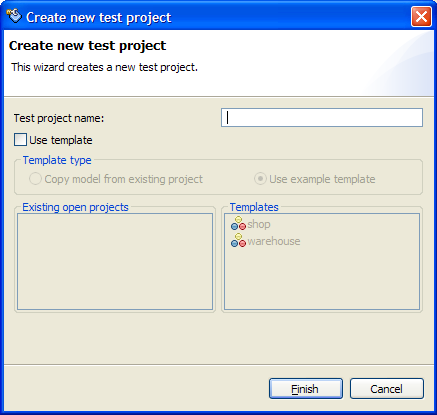 Create new test project
Create new test project
This wizard creates a new test project.
Test project name:
Use template
Template type
Copy model from existing project
Use example template
Existing open projects
Templates
shop
warehouse
Finish
Cancel